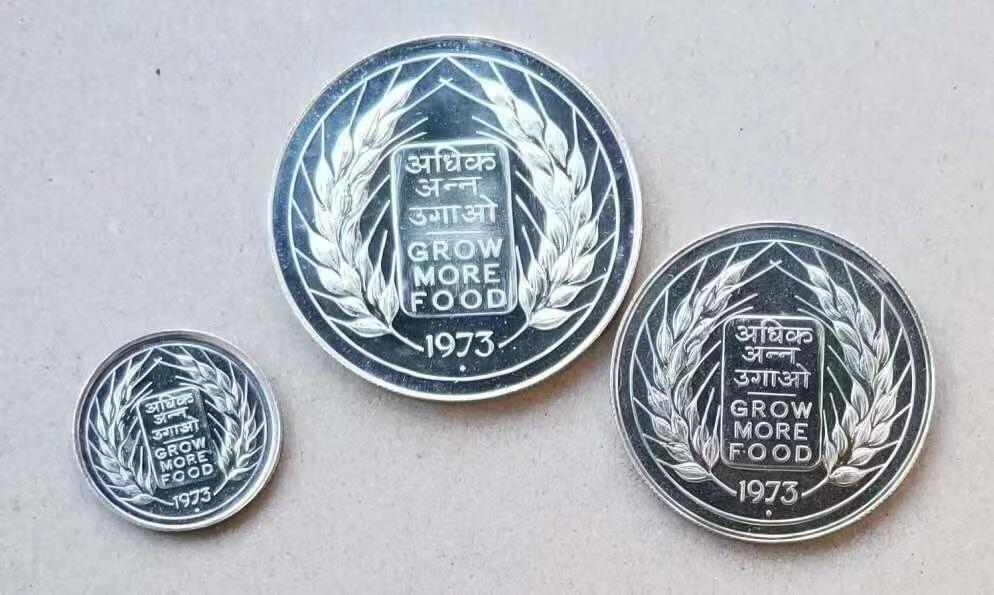 अधिक
अन्न
उगाओ
GROW
MORE
FOOD
1973
अधिक
अन्न
उगाओ
GROW
MORE
FOOD
1973
अधिक
अन्न
उगाओ
GROW
MORE
FOOD
1973